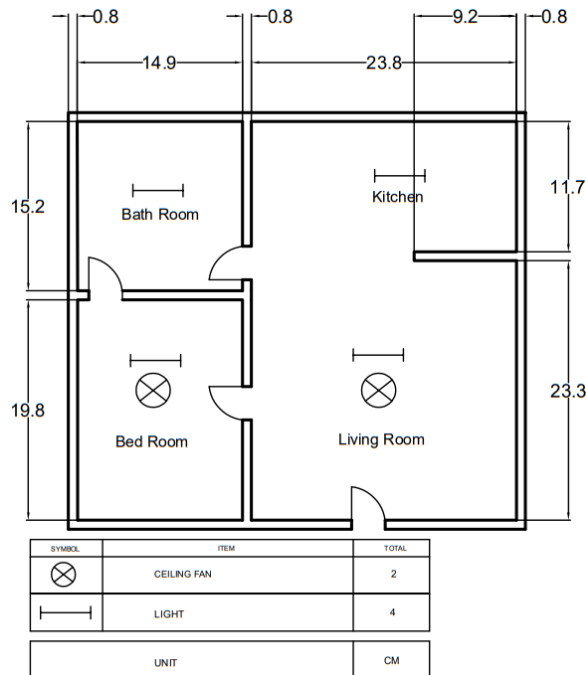 0.8 0.8 9.2 0.8
14.9 23.8
15.2
11.7
Kitchen
Bath Room
19.8
23.3
Bed Room
Living Room
SYMBOL ITEM TOTAL
CEILING FAN 2
LIGHT 4
UNIT CM